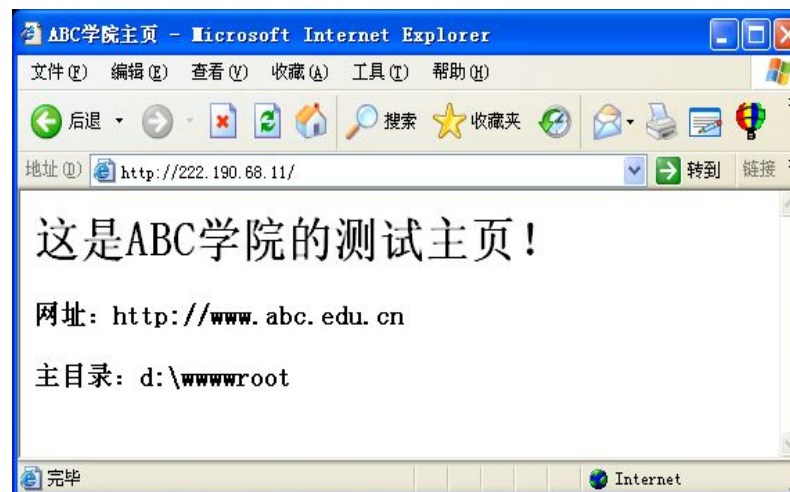 ABC学院主页 - Microsoft Internet Explorer
文件(F) 编辑(E) 查看(V) 收藏(A) 工具(T) 帮助(H)
后退 搜索 收藏夹
地址(D) http://222.190.68.11/ 转到 链接
这是ABC学院的测试主页!
网址：http://www.abc.edu.cn
主目录：d:\wwwwroot
完毕 Internet